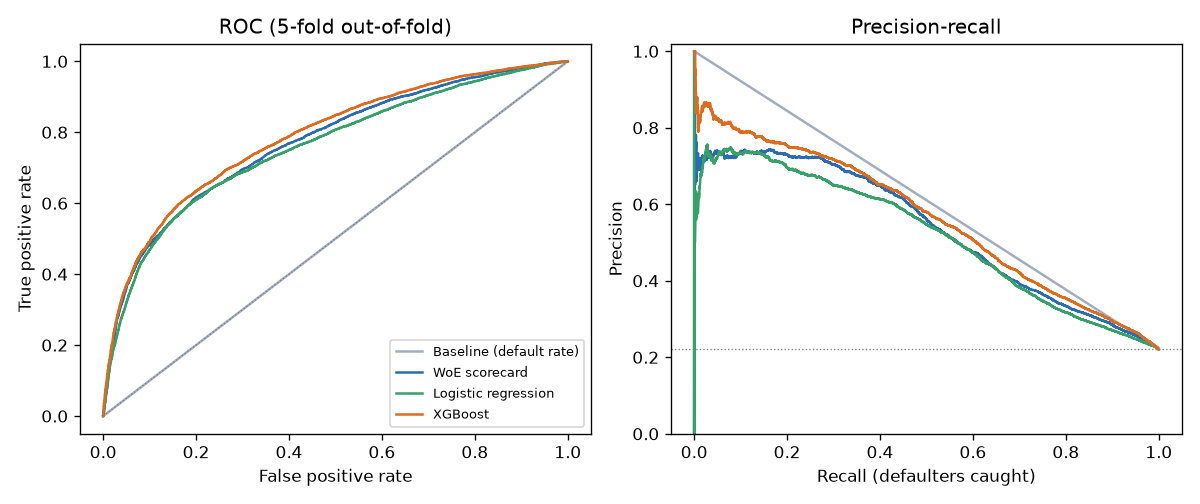 ROC (5-fold out-of-fold)
True positive rate
1.0
0.8
0.6
0.4
0.2
0.0
0.0 0.2 0.4 0.6 0.8 1.0
False positive rate
Baseline (default rate)
WoE scorecard
Logistic regression
XGBoost
Precision-recall
Precision
1.0
0.8
0.6
0.4
0.2
0.0
0.0 0.2 0.4 0.6 0.8 1.0
Recall (defaulters caught)